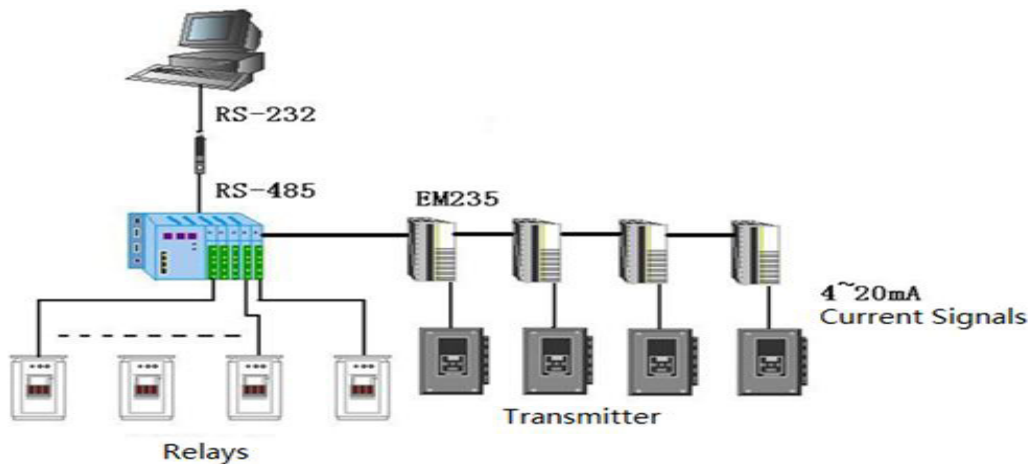 RS-232
RS-485
EM235
4~20mA
Current Signals
Transmitter
Relays